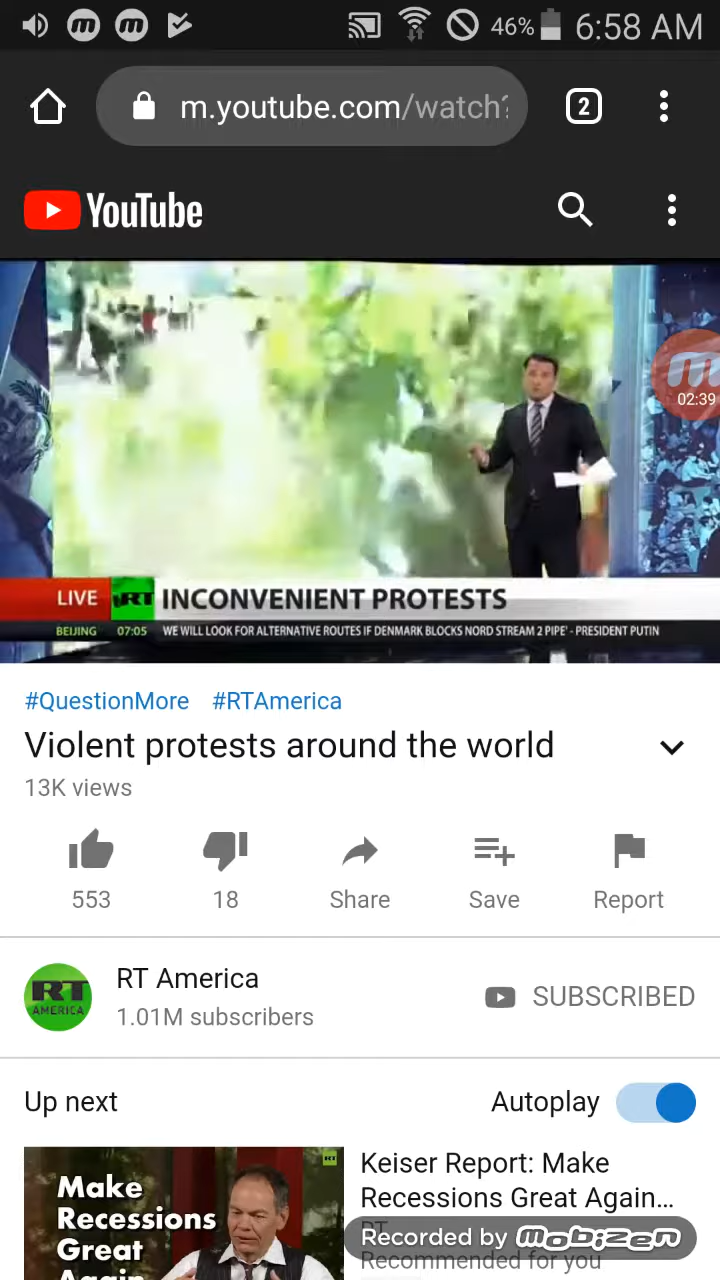 46% 6:58 AM
m.youtube.com/watch?
2
YouTube
02:39
LIVE RT INCONVENIENT PROTESTS
BEIJING 07:05 WE WILL LOOK FOR ALTERNATIVE ROUTES IF DENMARK BLOCKS NORD STREAM 2 PIPE' - PRESIDENT PUTIN
#QuestionMore #RTAmerica
Violent protests around the world
13K views
553 18 Share Save Report
RT AMERICA
RT America
1.01M subscribers
SUBSCRIBED
Up next Autoplay
Make
Recessions
Great
Again
Keiser Report: Make
Recessions Great Again...
RT
Recommended for you
Recorded by mobizen